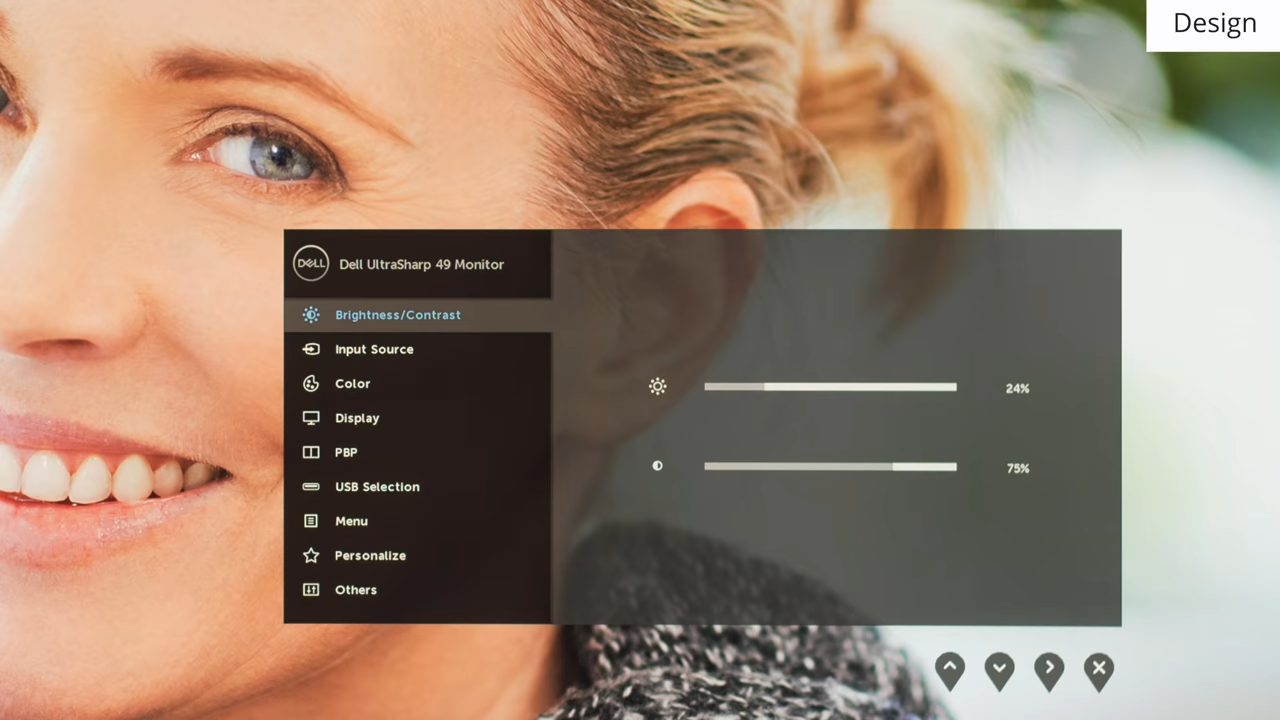 Design
DELL
Dell UltraSharp 49 Monitor
Brightness/Contrast
Input Source
Color
Display
PBP
USB Selection
Menu
Personalize
Others
24%
75%